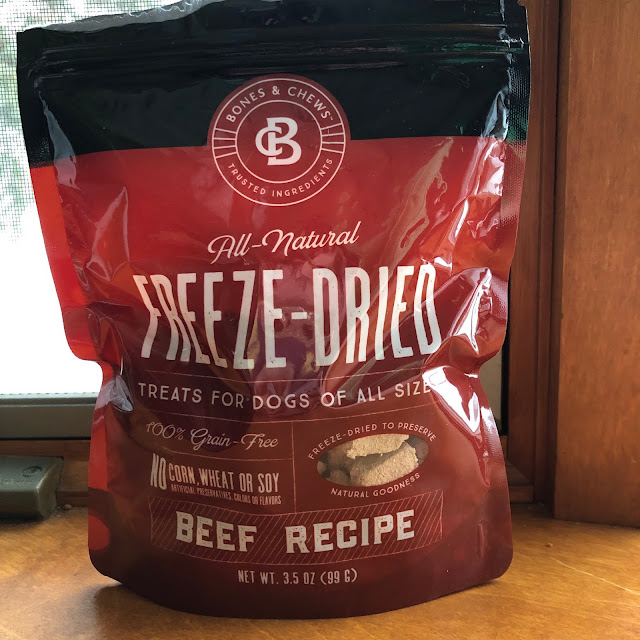 BONES & CHEWS
CB
TRUSTED INGREDIENTS
All-Natural
FREEZE-DRIED
TREATS FOR DOGS OF ALL SIZE
100% Grain-Free
NO CORN, WHEAT OR SOY
ARTIFICIAL PRESERVATIVES, COLORS OR FLAVORS
FREEZE-DRIED TO PRESERVE
NATURAL GOODNESS
BEEF RECIPE
NET WT. 3.5 OZ (99 G)